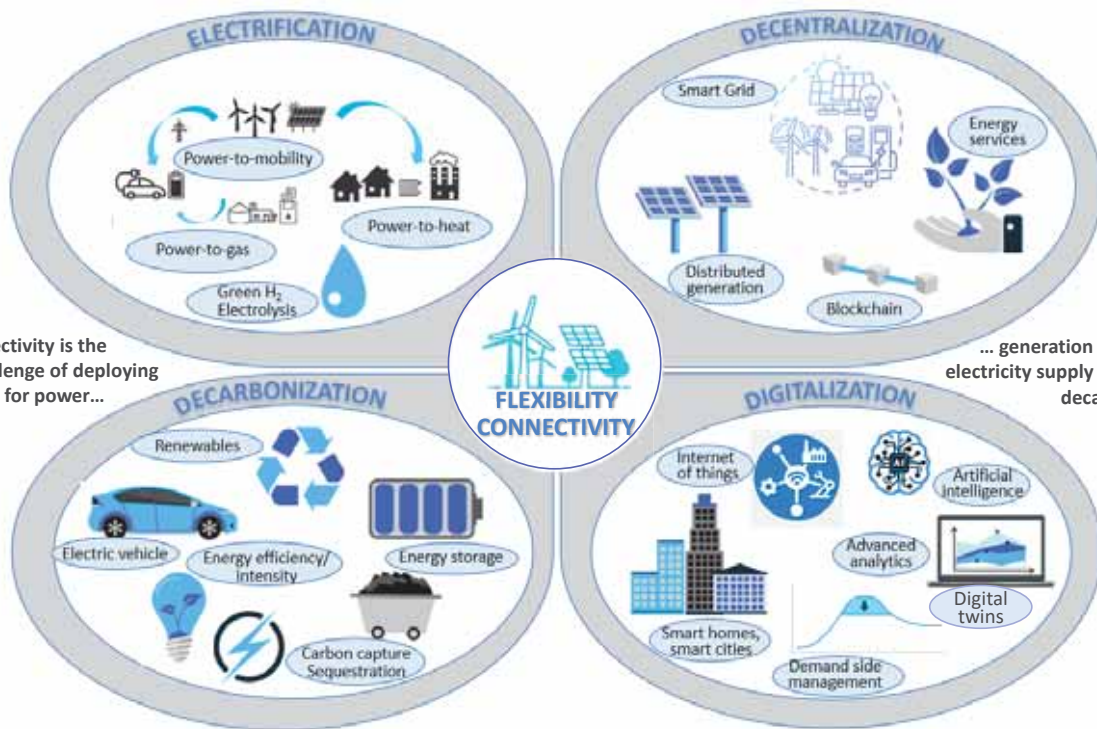 ELECTRIFICATION
Power-to-mobility
Power-to-gas
Power-to-heat
Green H₂
Electrolysis
DECENTRALIZATION
Smart Grid
Energy
services
Distributed
generation
Blockchain
ectivity is the
lenge of deploying
for power...
FLEXIBILITY
CONNECTIVITY
... generation
electricity supply
deca
DECARBONIZATION
Renewables
Electric vehicle
Energy efficiency/
intensity
Energy storage
Carbon capture
Sequestration
DIGITALIZATION
Internet
of things
AI
Artificial
intelligence
Advanced
analytics
Digital
twins
Smart homes,
smart cities
Demand side
management